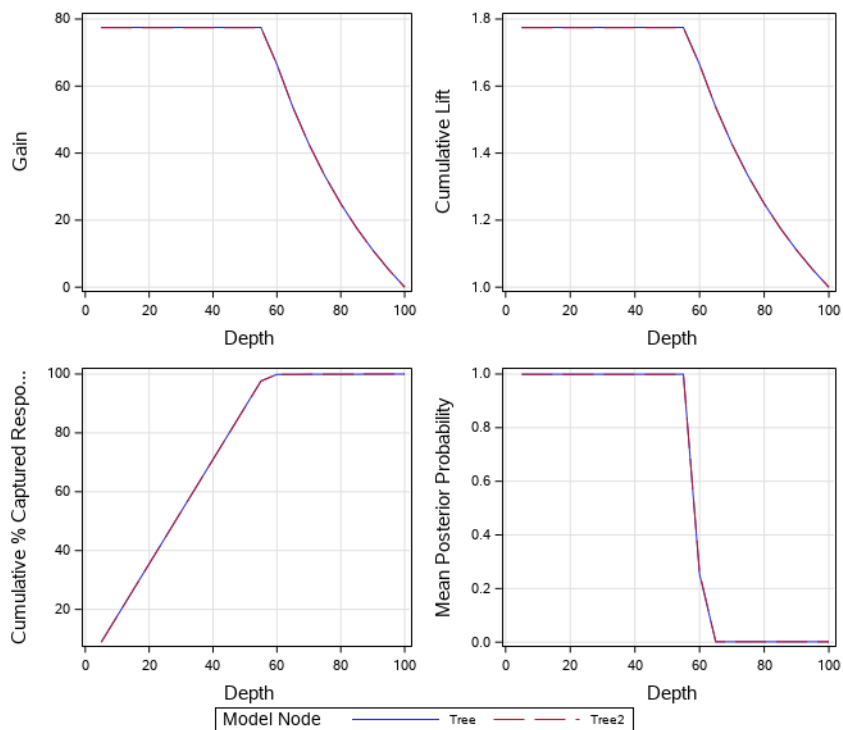 80
60
40
20
0
Gain
0 20 40 60 80 100
Depth
1.8
1.6
1.4
1.2
1.0
Cumulative Lift
0 20 40 60 80 100
Depth
100
80
60
40
20
Cumulative % Captured Respo...
0 20 40 60 80 100
Depth
1.0
0.8
0.6
0.4
0.2
0.0
Mean Posterior Probability
0 20 40 60 80 100
Depth
Model Node Tree Tree2